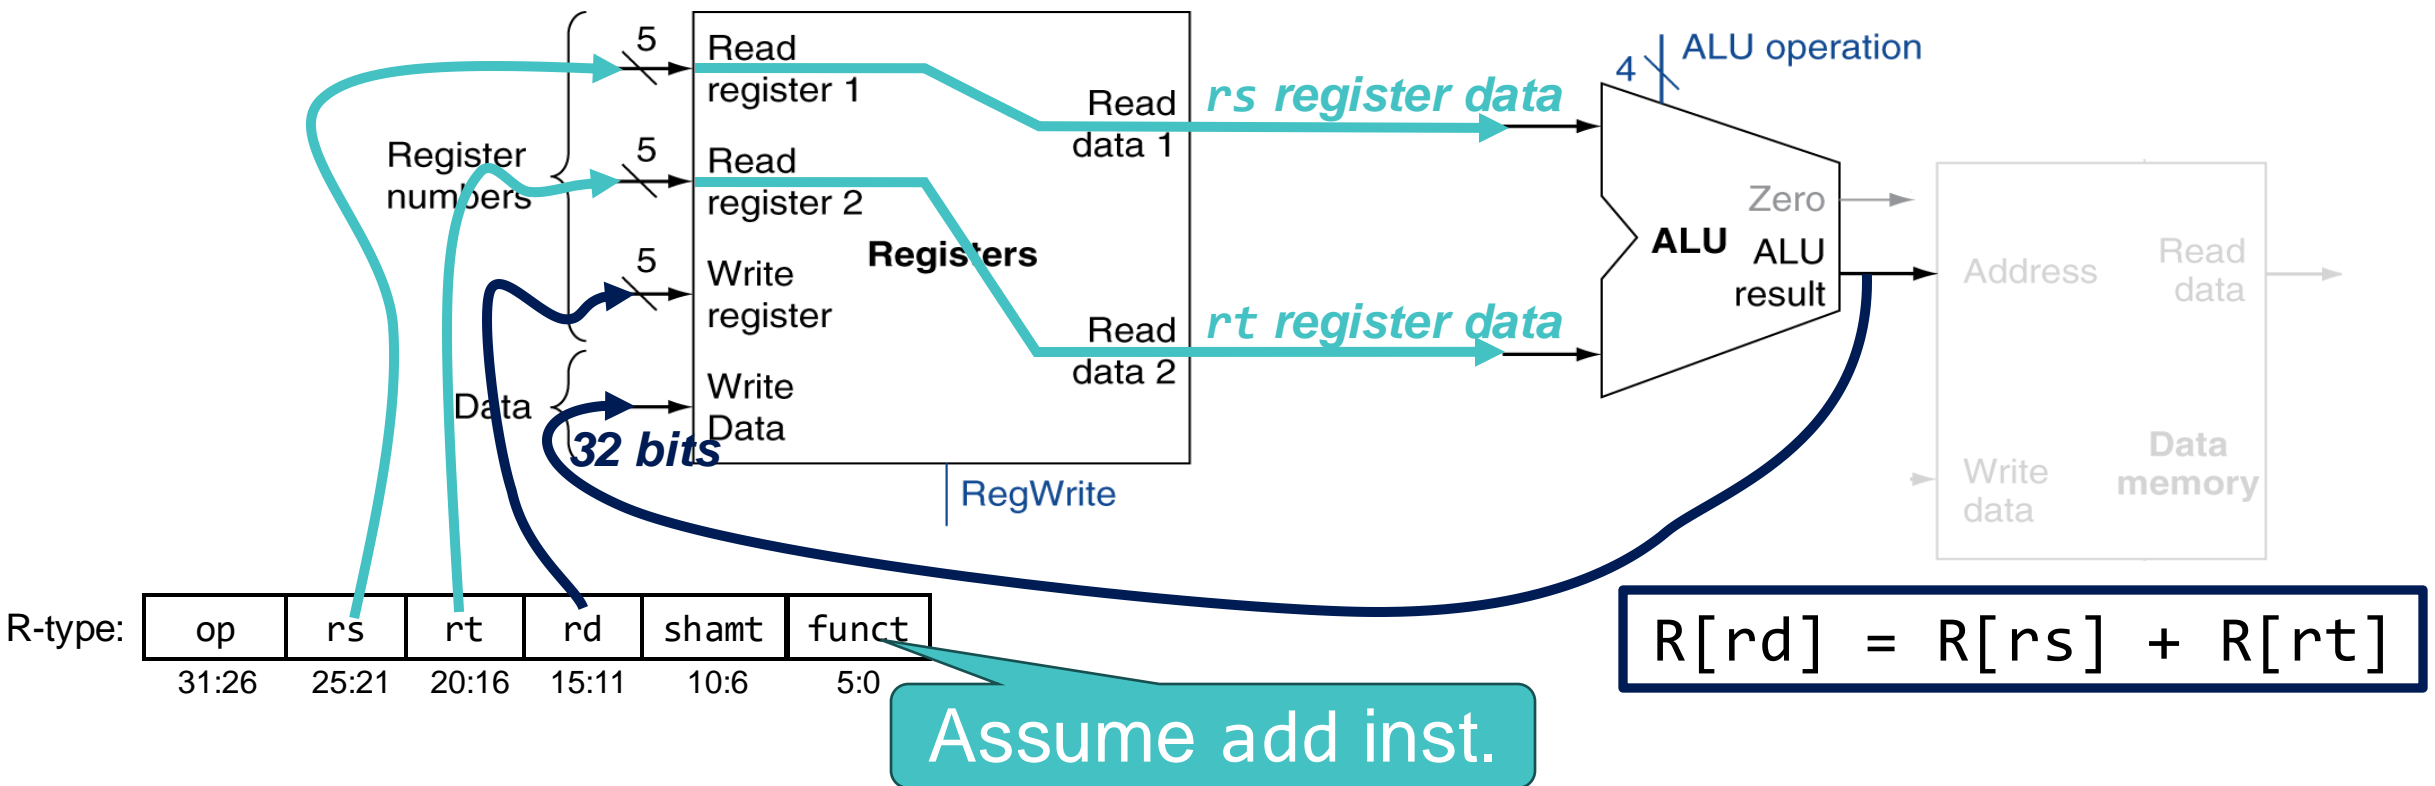 Register
numbers
Data
5
5
5
32 bits
Read
register 1
Read
register 2
Write
register
Write
Data
Registers
Read
data 1
Read
data 2
RegWrite
rs register data
rt register data
4
ALU operation
Zero
ALU
ALU
result
Address
Read
data
Write
data
Data
memory
R-type:
op rs rt rd shamt funct
31:26 25:21 20:16 15:11 10:6 5:0
Assume add inst.
R[rd] = R[rs] + R[rt]